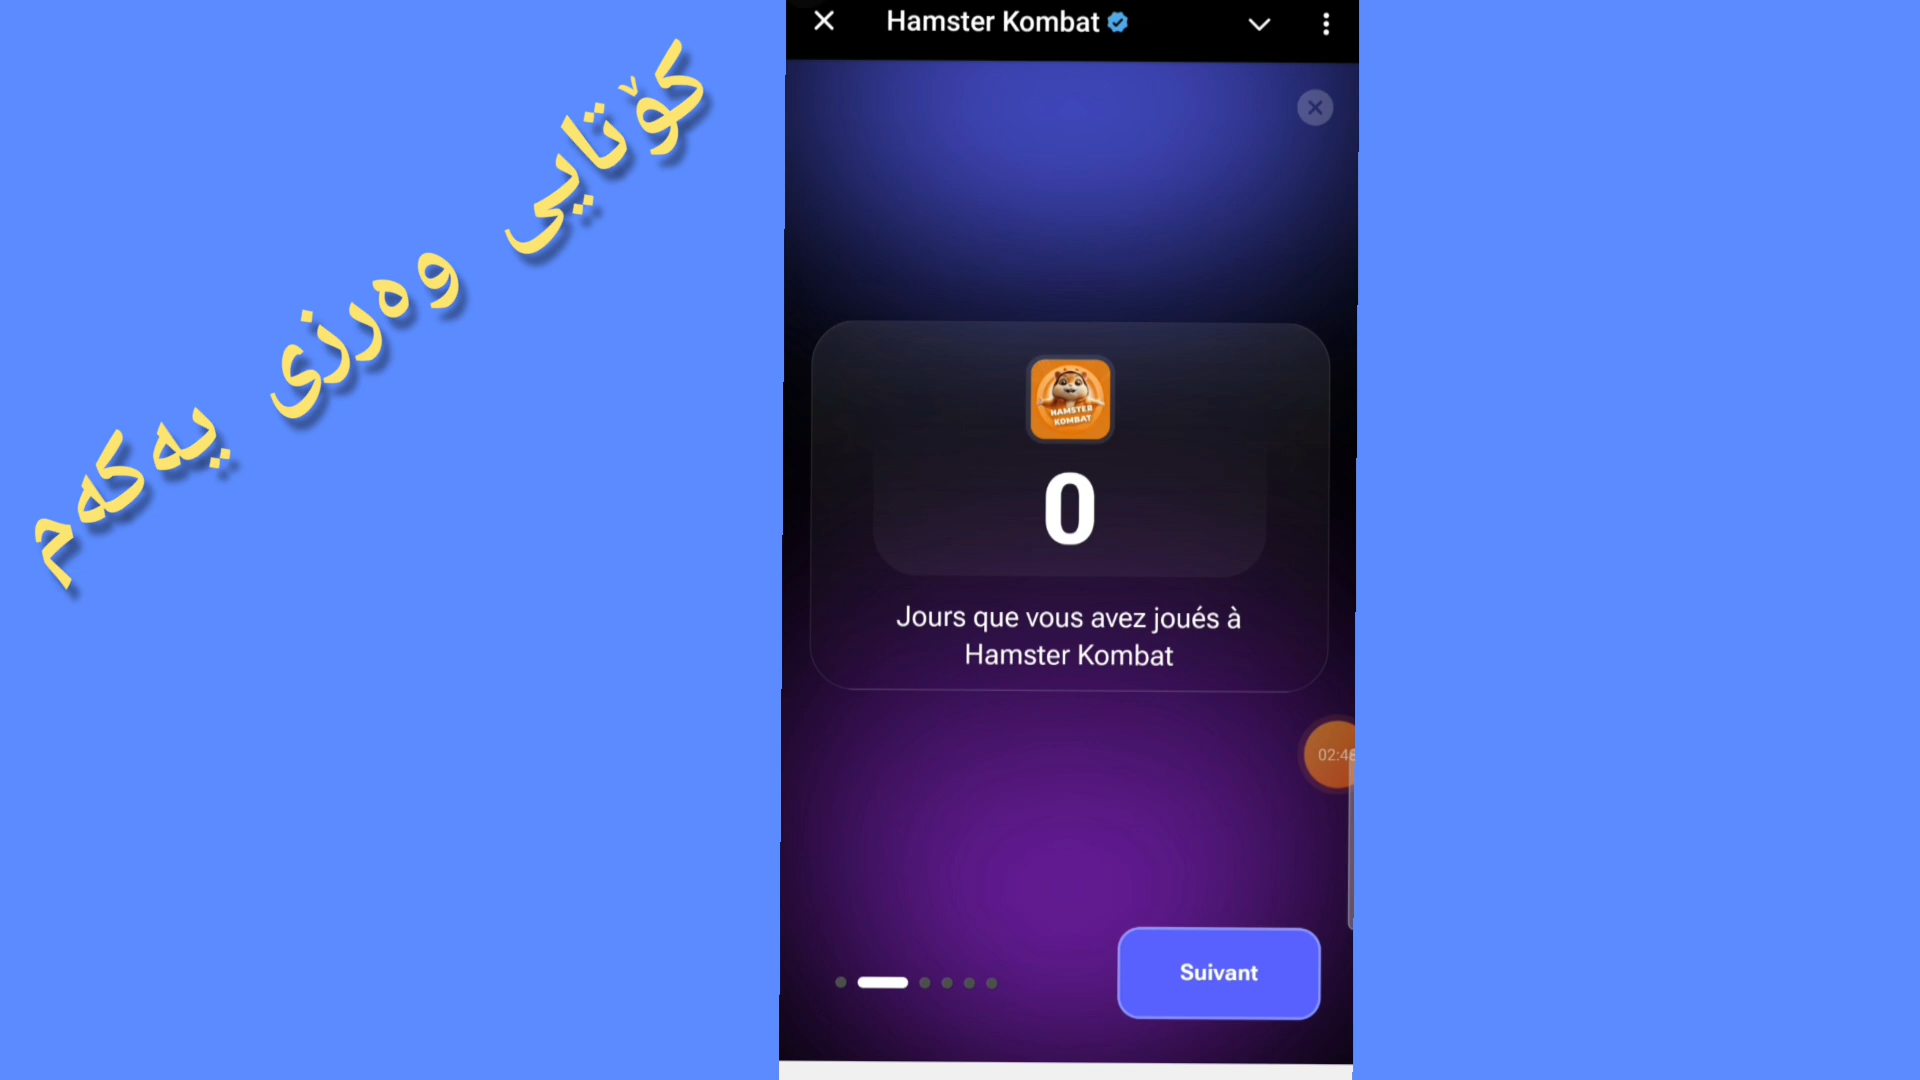 کۆتایی وەرزی یەکەم
Hamster Kombat
HAMSTER
KOMBAT
0
Jours que vous avez joués à
Hamster Kombat
Suivant